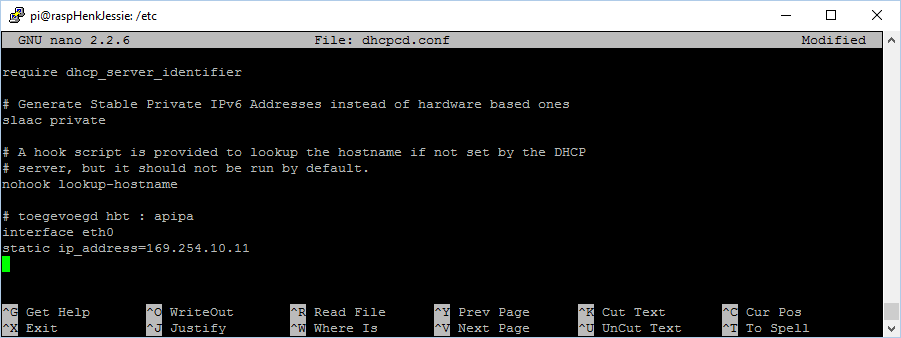 pi@raspHenkJessie: /etc
GNU nano 2.2.6 File: dhcpcd.conf Modified
require dhcp_server_identifier
# Generate Stable Private IPv6 Addresses instead of hardware based ones
slaac private
# A hook script is provided to lookup the hostname if not set by the DHCP
# server, but it should not be run by default.
nohook lookup-hostname
# toegevoegd hbt : apipa
interface eth0
static ip_address=169.254.10.11
^G Get Help ^O WriteOut ^R Read File ^Y Prev Page ^K Cut Text ^C Cur Pos
^X Exit ^J Justify ^W Where Is ^V Next Page ^U UnCut Text ^T To Spell